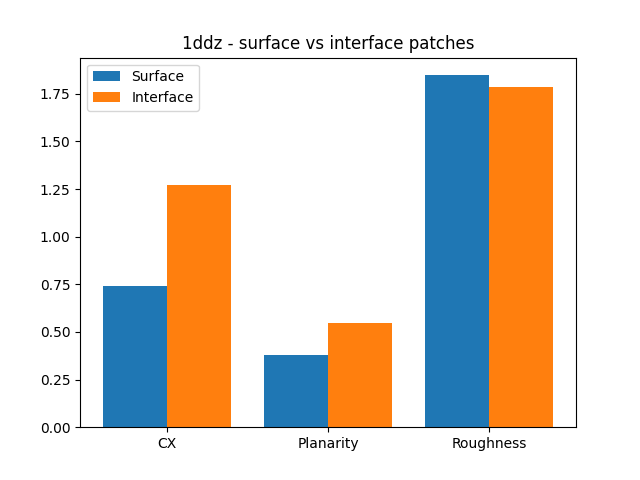 1ddz - surface vs interface patches
Surface
Interface
1.75
1.50
1.25
1.00
0.75
0.50
0.25
0.00
CX Planarity Roughness